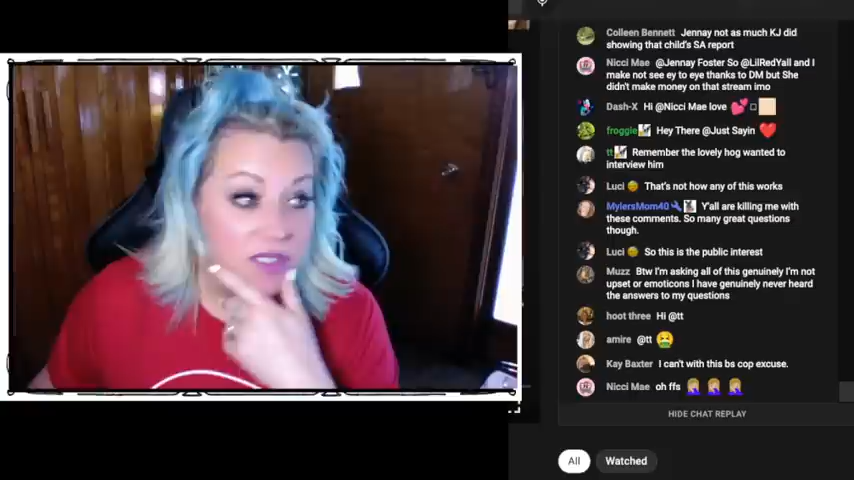 Colleen Bennett Jennay not as much KJ did
showing that child's SA report
Nicci Mae @Jennay Foster So @LilRedYall and I
make not see ey to eye thanks to DM but She
didn't make money on that stream imo
Dash-X Hi @Nicci Mae love
froggie Hey There @Just Sayin
tt Remember the lovely hog wanted to
interview him
Luci That's not how any of this works
MylersMom40 Y'all are killing me with
these comments. So many great questions
though.
Luci So this is the public interest
Muzz Btw I'm asking all of this genuinely I'm not
upset or emoticons I have genuinely never heard
the answers to my questions
hoot three Hi @tt
amire @tt
Kay Baxter I can't with this bs cop excuse.
Nicci Mae oh ffs
HIDE CHAT REPLAY
All Watched